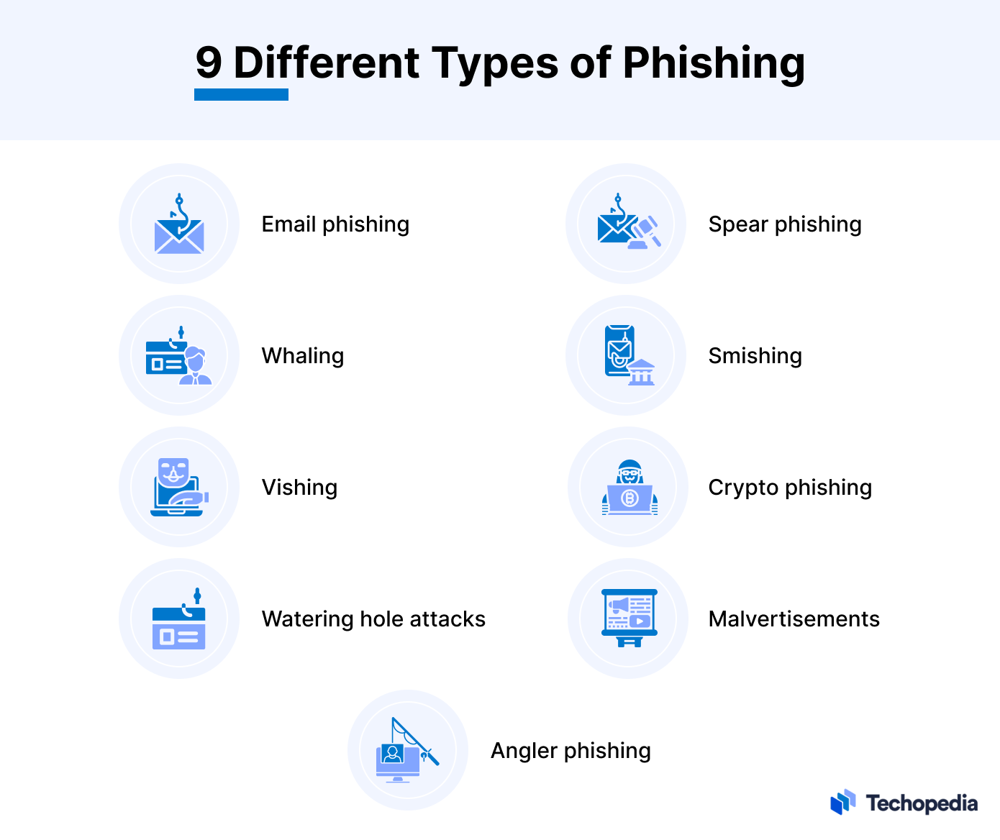 9 Different Types of Phishing
Email phishing
Spear phishing
Whaling
Smishing
Vishing
Crypto phishing
Watering hole attacks
Malvertisements
Angler phishing
Techopedia